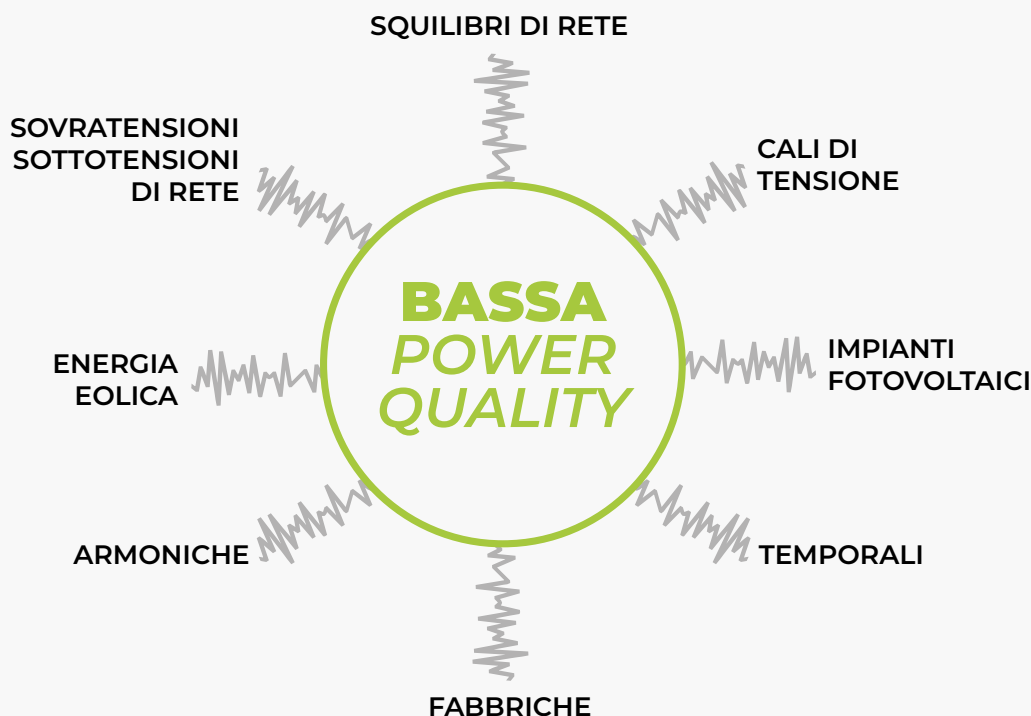 SQUILIBRI DI RETE
SOVRATENSIONI
SOTTOTENSIONI
DI RETE
CALI DI
TENSIONE
BASSA
POWER
QUALITY
ENERGIA
EOLICA
IMPIANTI
FOTOVOLTAICI
ARMONICHE
TEMPORALI
FABBRICHE